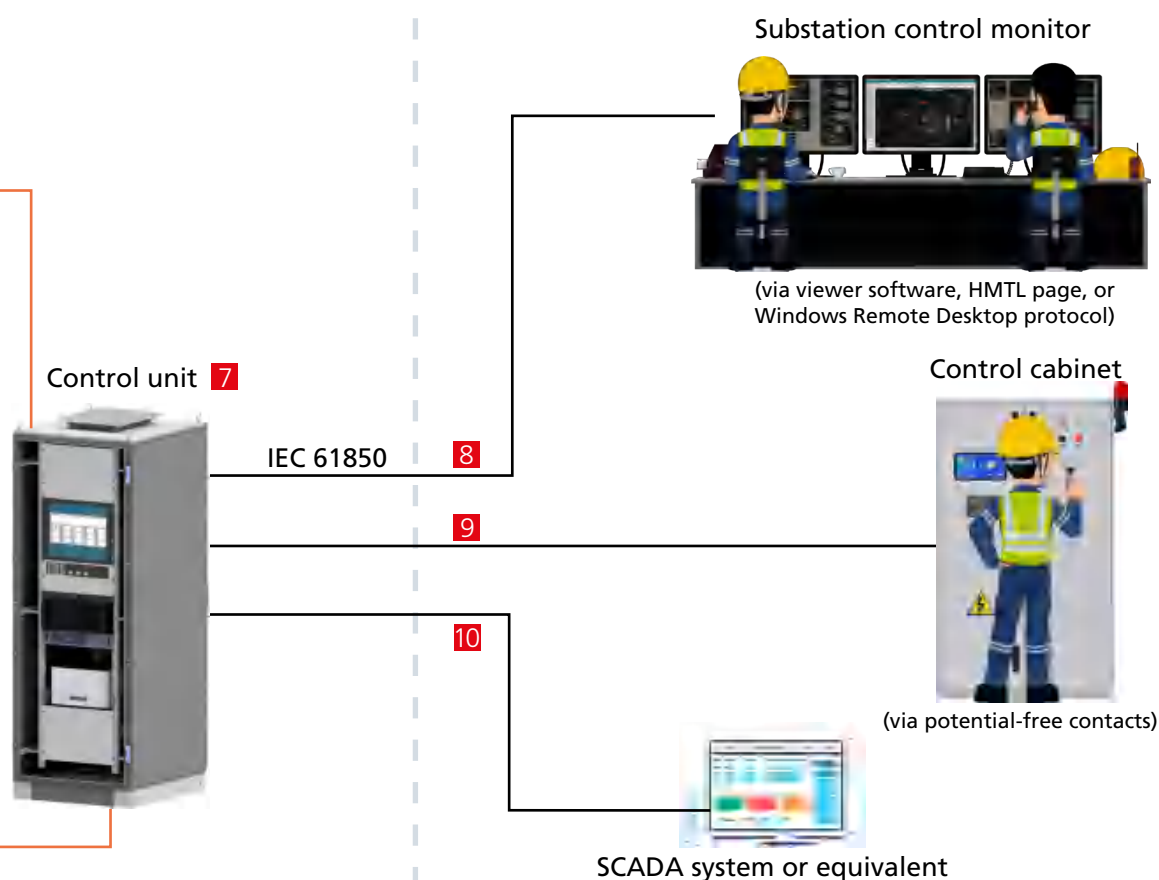 Substation control monitor
(via viewer software, HMTL page, or
Windows Remote Desktop protocol)
Control unit 7
Control cabinet
IEC 61850
8
9
10
(via potential-free contacts)
SCADA system or equivalent